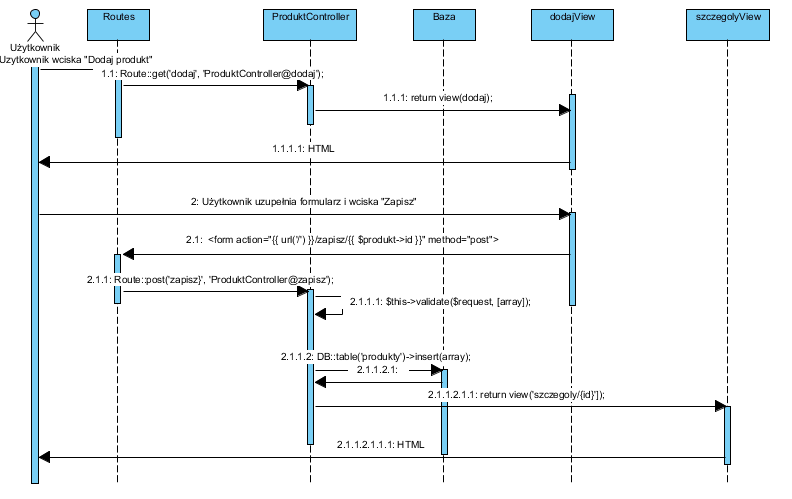 Routes
ProduktController
Baza
dodajView
szczegolyView
Użytkownik
Uzytkownik wciska "Dodaj produkt"
1.1: Route::get('dodaj', 'ProduktController@dodaj');
1.1.1: return view(dodaj);
1.1.1.1: HTML
2: Użytkownik uzupełnia formularz i wciska "Zapisz"
2.1: <form action="{{ url('/') }}/zapisz/{{ $produkt->id }}" method="post">
2.1.1: Route::post('zapisz}', 'ProduktController@zapisz');
2.1.1.1: $this->validate($request, [array]);
2.1.1.2: DB::table('produkty')->insert(array);
2.1.1.2.1:
2.1.1.2.1.1: return view('szczegoly/{id}']);
2.1.1.2.1.1.1: HTML